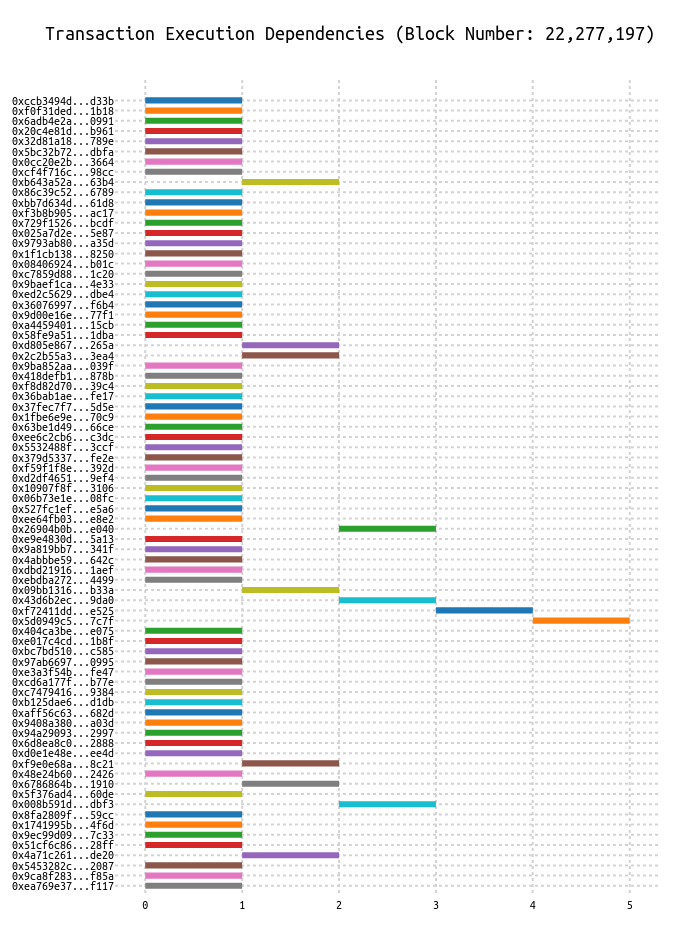 Transaction Execution Dependencies (Block Number: 22,277,197)
0xccb3494d...d33b
0xf0f31ded...1b18
0x6adb4e2a...0991
0x20c4e81d...b961
0x32d81a18...789e
0x5bc32b72...dbfa
0x0cc20e2b...3664
0xcf4f716c...98cc
0xb643a52a...63b4
0x86c39c52...6789
0xbb7d634d...61d8
0xf3b8b905...ac17
0x729f1526...bcdf
0x025a7d2e...5e87
0x9793ab80...a35d
0x1f1cb138...8250
0x08406924...b01c
0xc7859d88...1c20
0x9baef1ca...4e33
0xed2c5629...dbe4
0x36076997...f6b4
0x9d00e16e...77f1
0xa4459401...15cb
0x58fe9a51...1dba
0xd805e867...265a
0x2c2b55a3...3ea4
0x9ba852aa...039f
0x418defb1...878b
0xf8d82d70...39c4
0x36bab1ae...fe17
0x37fec7f7...5d5e
0x1fbe6e9e...70c9
0x63be1d49...66ce
0xee6c2cb6...c3dc
0x5532488f...3ccf
0x379d5337...fe2e
0xf59f1f8e...392d
0xd2df4651...9ef4
0x10907f8f...3106
0x06b73e1e...08fc
0x527fc1ef...e5a6
0xee64fb03...e8e2
0x26904b0b...e040
0xe9e4830d...5a13
0x9a819bb7...341f
0x4abbbe59...642c
0xdbd21916...1aef
0xebdba272...4499
0x09bb1316...b33a
0x43d6b2ec...9da0
0xf72411dd...e525
0x5d0949c5...7c7f
0x404ca3be...e075
0xe017c4cd...1b8f
0xbc7bd510...c585
0x97ab6697...0995
0xe3a3f54b...fe47
0xcd6a177f...b77e
0xc7479416...9384
0xb125dae6...d1db
0xaff56c63...682d
0x9408a380...a03d
0x94a29093...2997
0x6d8ea8c0...2888
0xd0e1e48e...ee4d
0xf9e0e68a...8c21
0x48e24b60...2426
0x6786864b...1910
0x5f376ad4...60de
0x008b591d...dbf3
0x8fa2809f...59cc
0x1741995b...4f6d
0x9ec99d09...7c33
0x51cf6c86...28ff
0x4a71c261...de20
0x5453282c...2087
0x9ca8f283...f85a
0xea769e37...f117
0 1 2 3 4 5